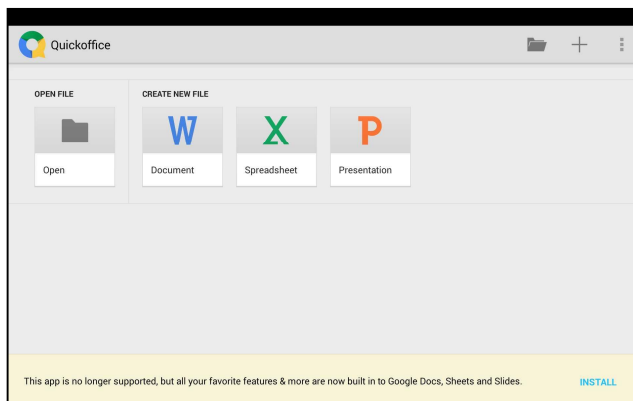 Quickoffice
OPEN FILE
CREATE NEW FILE
Open
Document
Spreadsheet
Presentation
This app is no longer supported, but all your favorite features & more are now built in to Google Docs, Sheets and Slides.
INSTALL